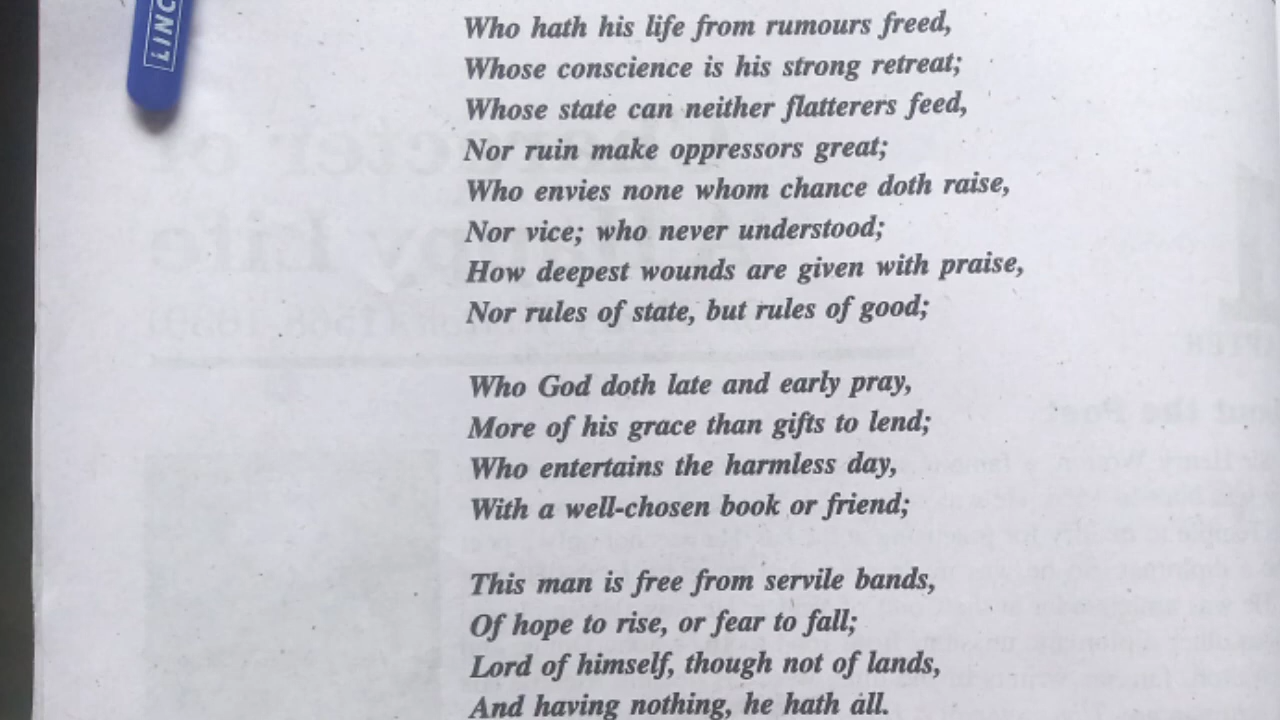 LINC
Who hath his life from rumours freed,
Whose conscience is his strong retreat;
Whose state can neither flatterers feed,
Nor ruin make oppressors great;
Who envies none whom chance doth raise,
Nor vice; who never understood;
How deepest wounds are given with praise,
Nor rules of state, but rules of good;
Who God doth late and early pray,
More of his grace than gifts to lend;
Who entertains the harmless day,
With a well-chosen book or friend;
This man is free from servile bands,
Of hope to rise, or fear to fall;
Lord of himself, though not of lands,
And having nothing, he hath all.